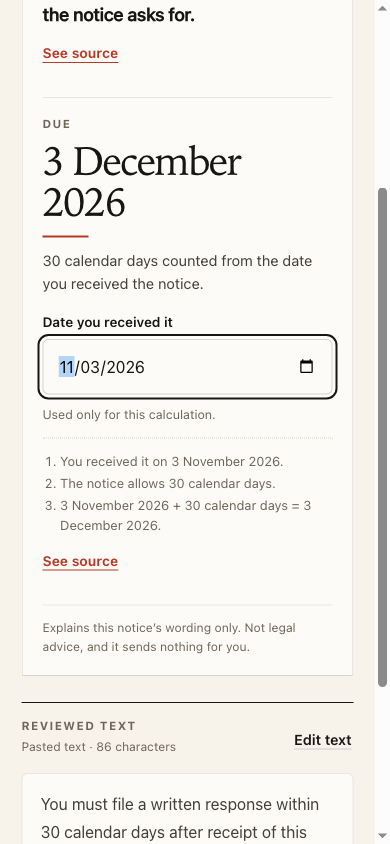 the notice asks for.
See source
DUE
3 December
2026
30 calendar days counted from the date
you received the notice.
Date you received it
11/03/2026
Used only for this calculation.
1. You received it on 3 November 2026.
2. The notice allows 30 calendar days.
3. 3 November 2026 + 30 calendar days = 3
December 2026.
See source
Explains this notice's wording only. Not legal
advice, and it sends nothing for you.
REVIEWED TEXT
Pasted text · 86 characters
Edit text
You must file a written response within
30 calendar days after receipt of this